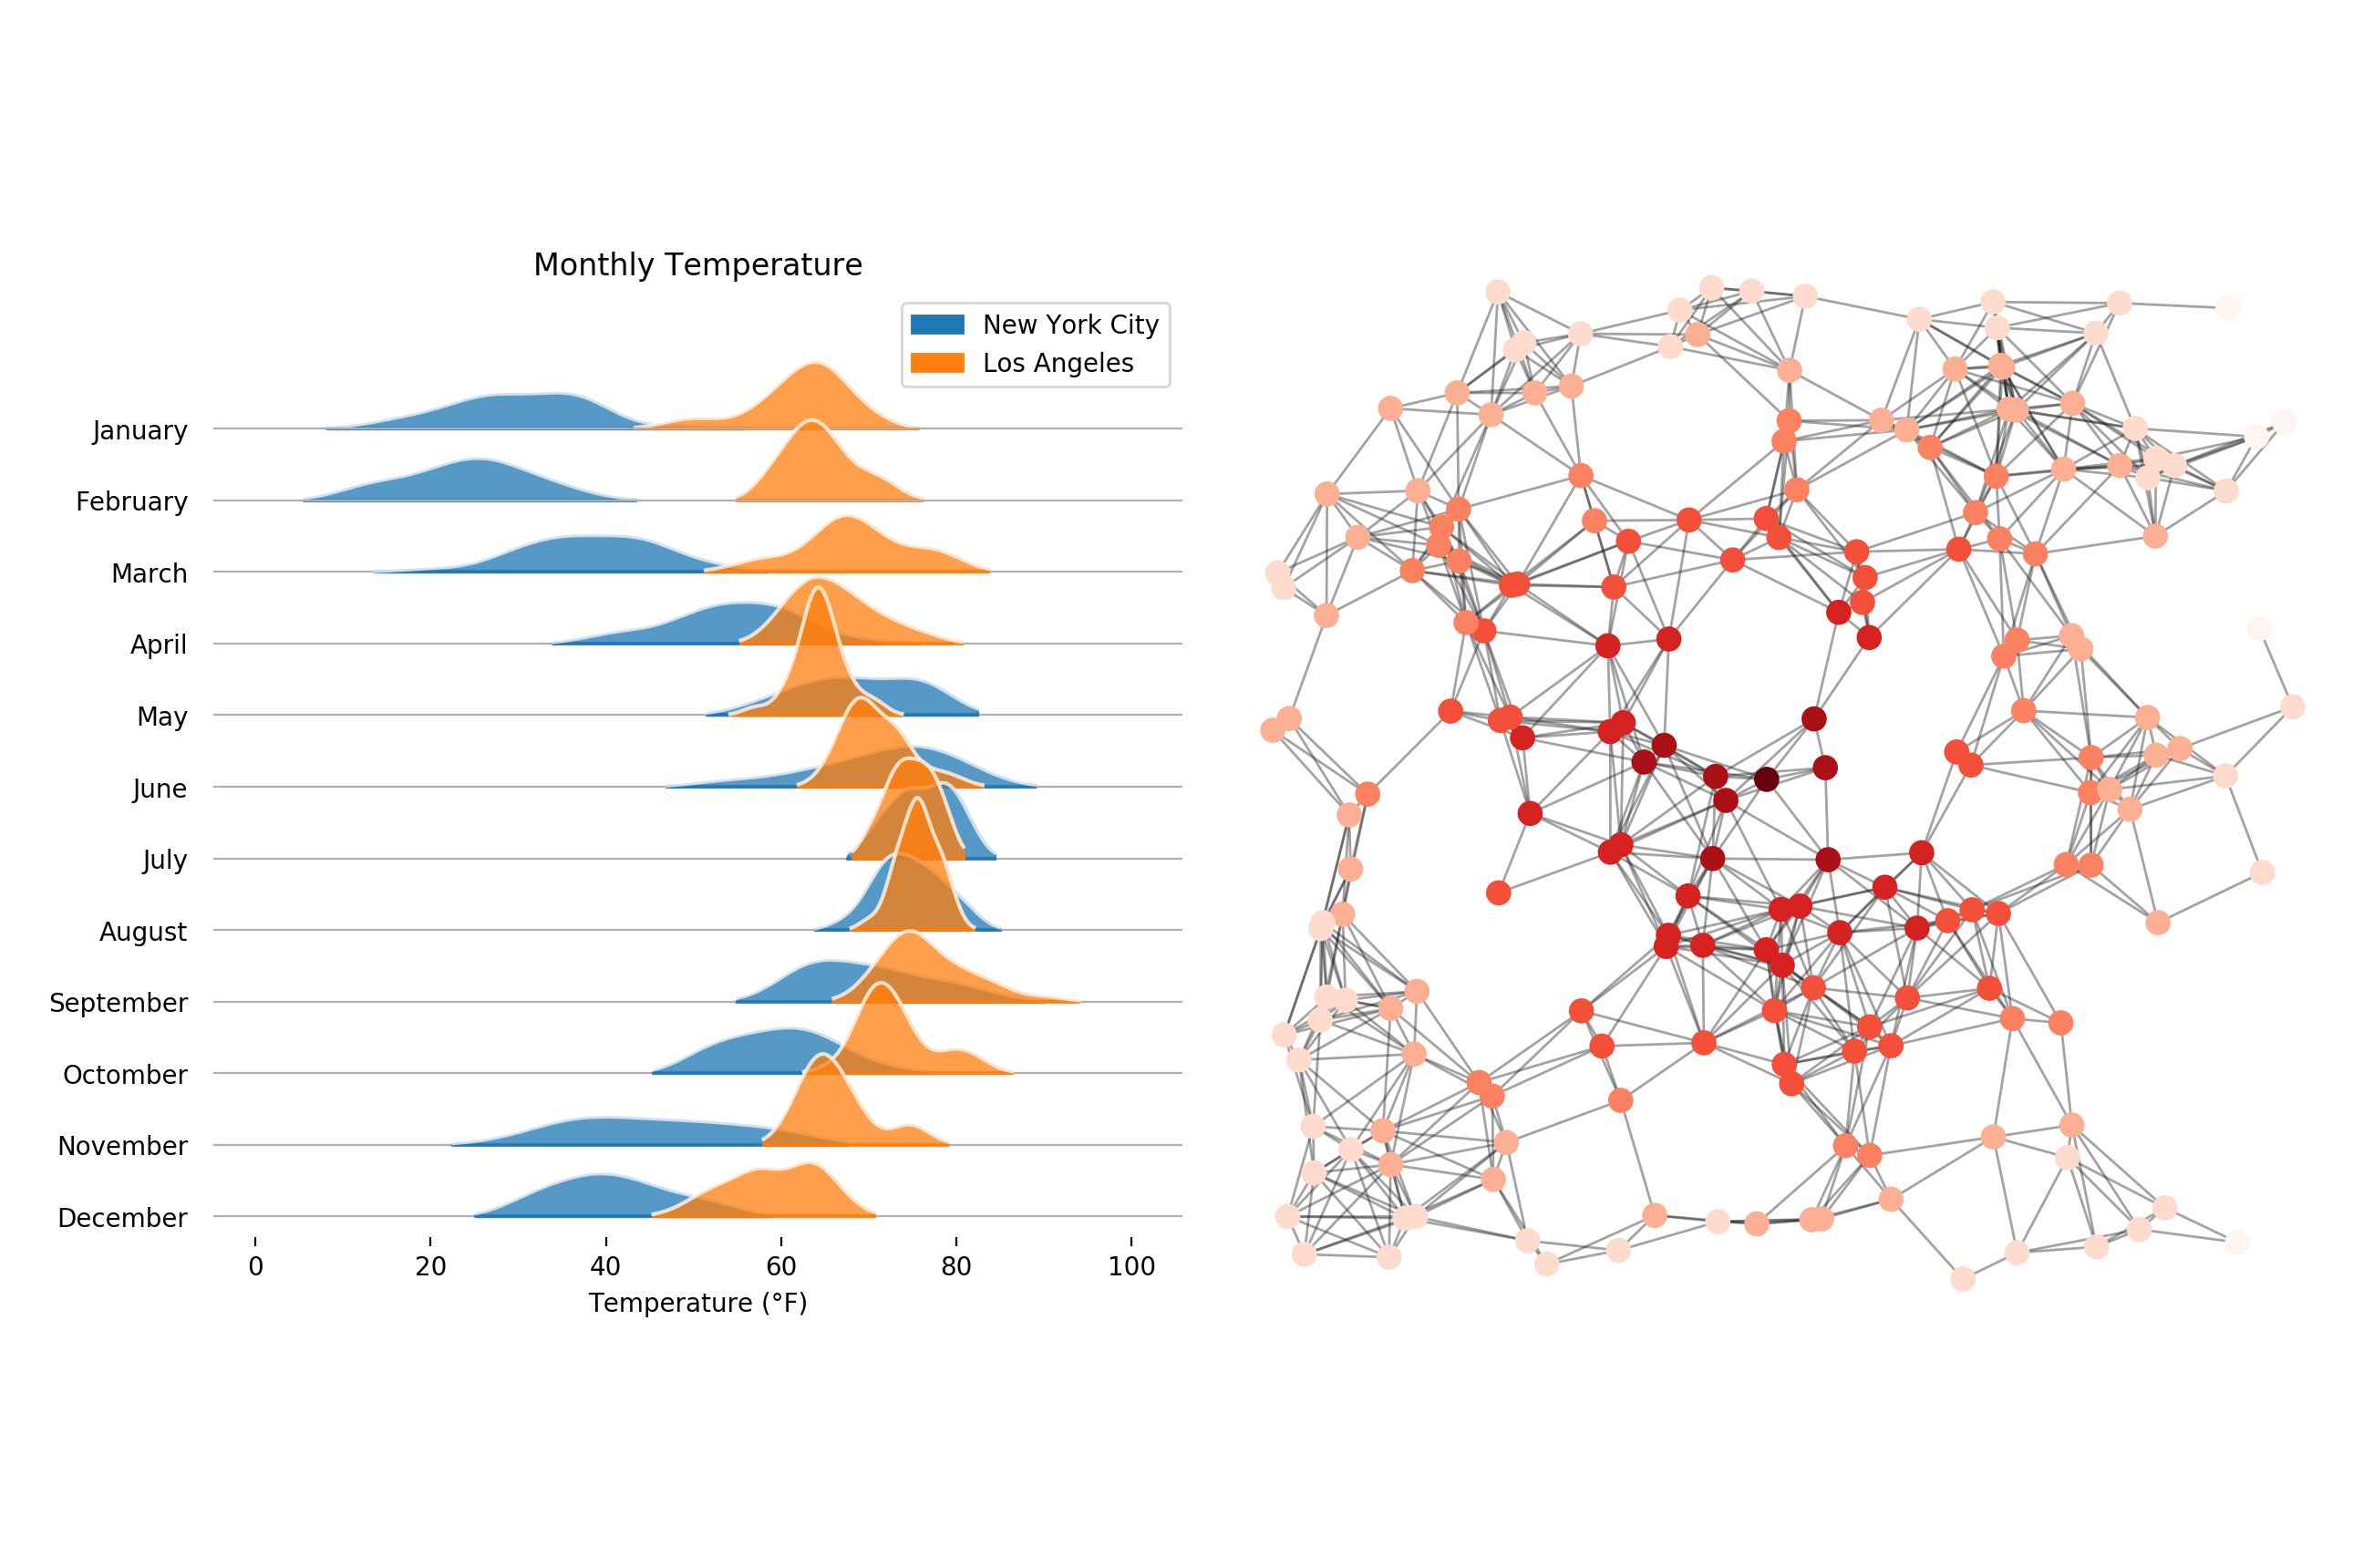 Monthly Temperature
New York City
Los Angeles
January
February
March
April
May
June
July
August
September
Octomber
November
December
0 20 40 60 80 100
Temperature (°F)